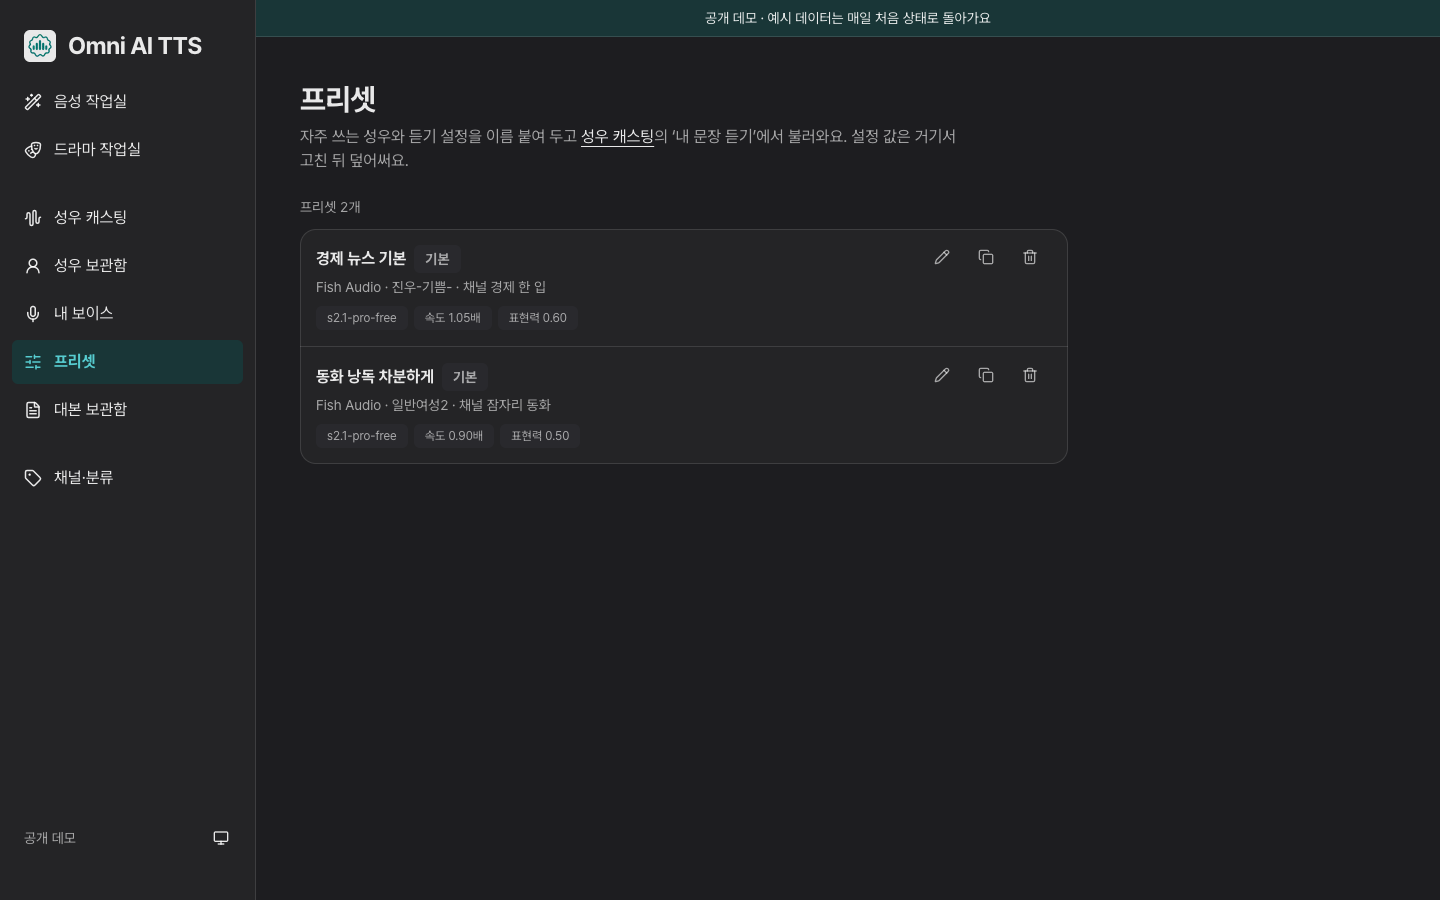 공개 데모 · 예시 데이터는 매일 처음 상태로 돌아가요
Omni AI TTS
음성 작업실
드라마 작업실
성우 캐스팅
성우 보관함
내 보이스
프리셋
대본 보관함
채널·분류
공개 데모
프리셋
자주 쓰는 성우와 듣기 설정을 이름 붙여 두고 성우 캐스팅의 ‘내 문장 듣기’에서 불러와요. 설정 값은 거기서
고친 뒤 덮어써요.
프리셋 2개
경제 뉴스 기본 기본
Fish Audio · 진우-기쁨- · 채널 경제 한 입
s2.1-pro-free 속도 1.05배 표현력 0.60
동화 낭독 차분하게 기본
Fish Audio · 일반여성2 · 채널 잠자리 동화
s2.1-pro-free 속도 0.90배 표현력 0.50